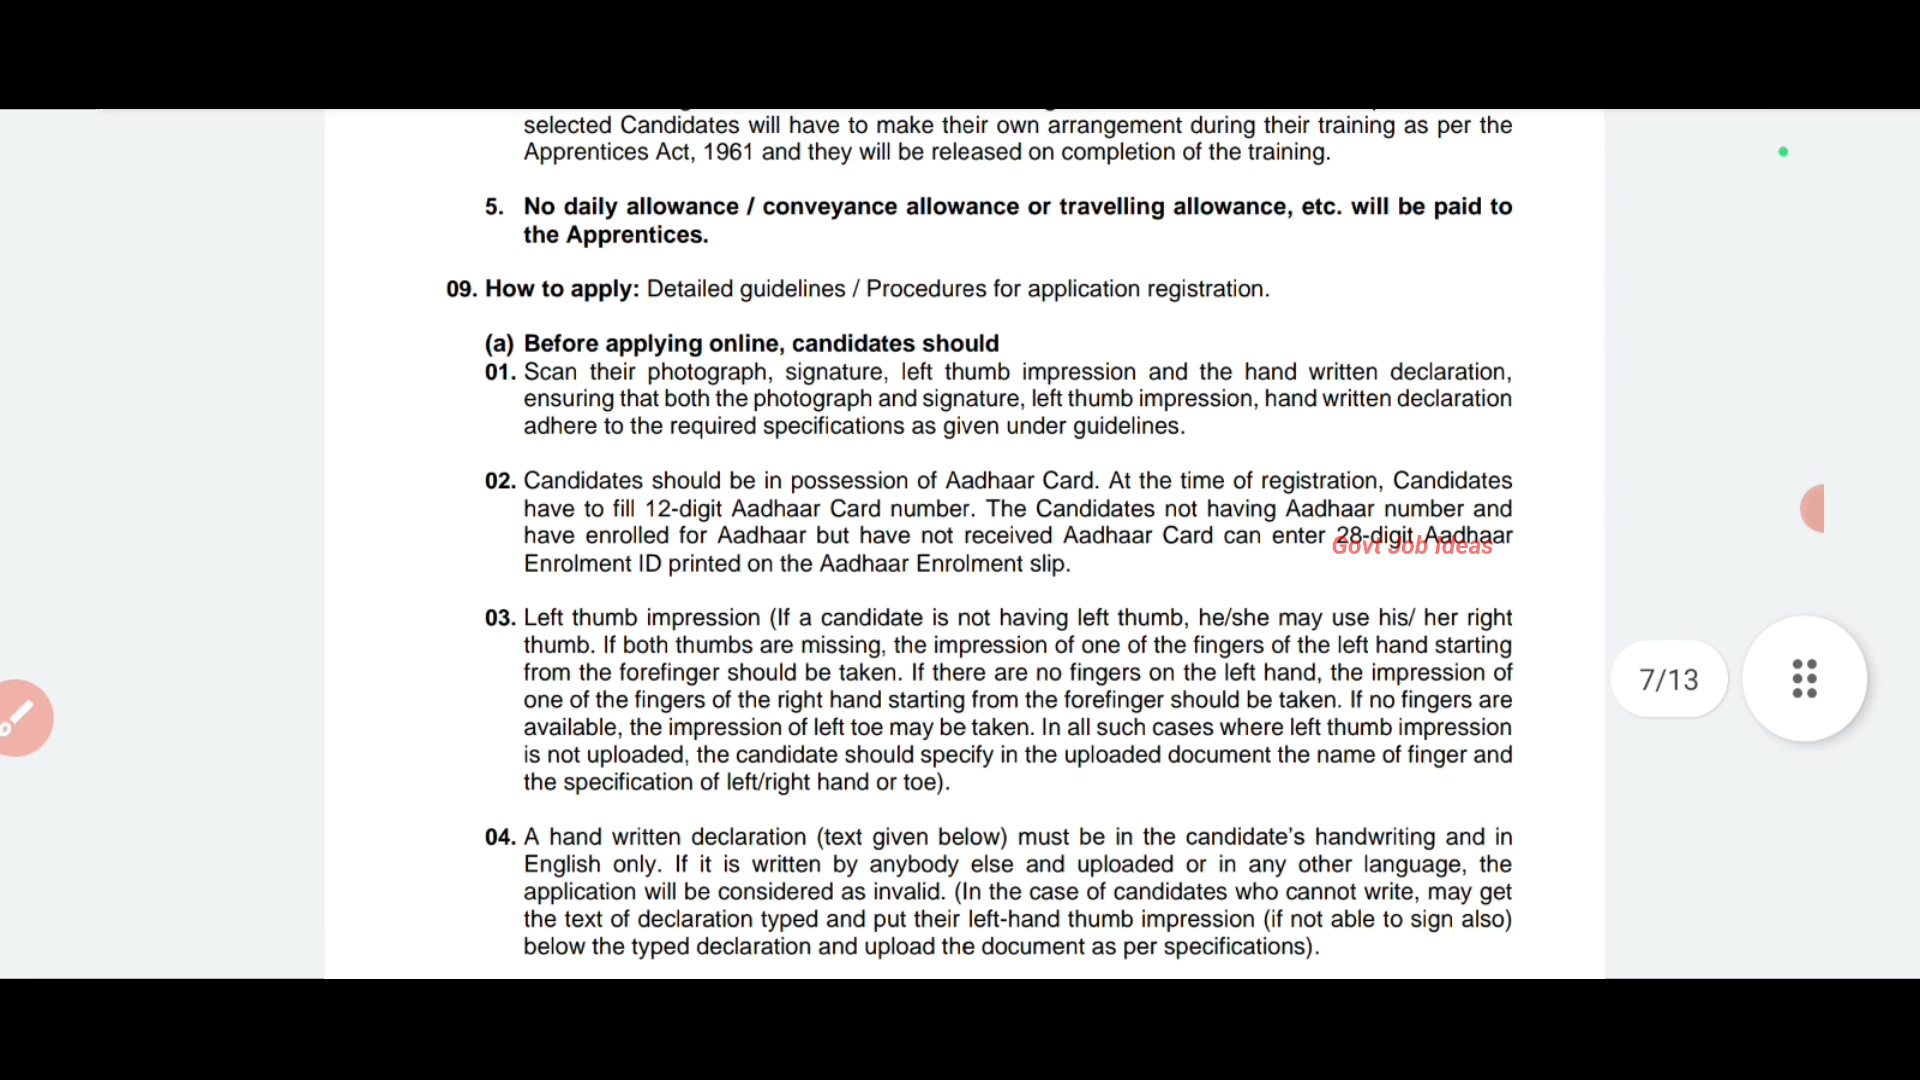 selected Candidates will have to make their own arrangement during their training as per the
Apprentices Act, 1961 and they will be released on completion of the training.
5. No daily allowance / conveyance allowance or travelling allowance, etc. will be paid to
the Apprentices.
09. How to apply: Detailed guidelines / Procedures for application registration.
(a) Before applying online, candidates should
01. Scan their photograph, signature, left thumb impression and the hand written declaration,
ensuring that both the photograph and signature, left thumb impression, hand written declaration
adhere to the required specifications as given under guidelines.
02. Candidates should be in possession of Aadhaar Card. At the time of registration, Candidates
have to fill 12-digit Aadhaar Card number. The Candidates not having Aadhaar number and
have enrolled for Aadhaar but have not received Aadhaar Card can enter 28-digit Aadhaar
Govt Job Ideas
Enrolment ID printed on the Aadhaar Enrolment slip.
03. Left thumb impression (If a candidate is not having left thumb, he/she may use his/ her right
thumb. If both thumbs are missing, the impression of one of the fingers of the left hand starting
from the forefinger should be taken. If there are no fingers on the left hand, the impression of
one of the fingers of the right hand starting from the forefinger should be taken. If no fingers are
available, the impression of left toe may be taken. In all such cases where left thumb impression
is not uploaded, the candidate should specify in the uploaded document the name of finger and
the specification of left/right hand or toe).
7/13
04. A hand written declaration (text given below) must be in the candidate's handwriting and in
English only. If it is written by anybody else and uploaded or in any other language, the
application will be considered as invalid. (In the case of candidates who cannot write, may get
the text of declaration typed and put their left-hand thumb impression (if not able to sign also)
below the typed declaration and upload the document as per specifications).